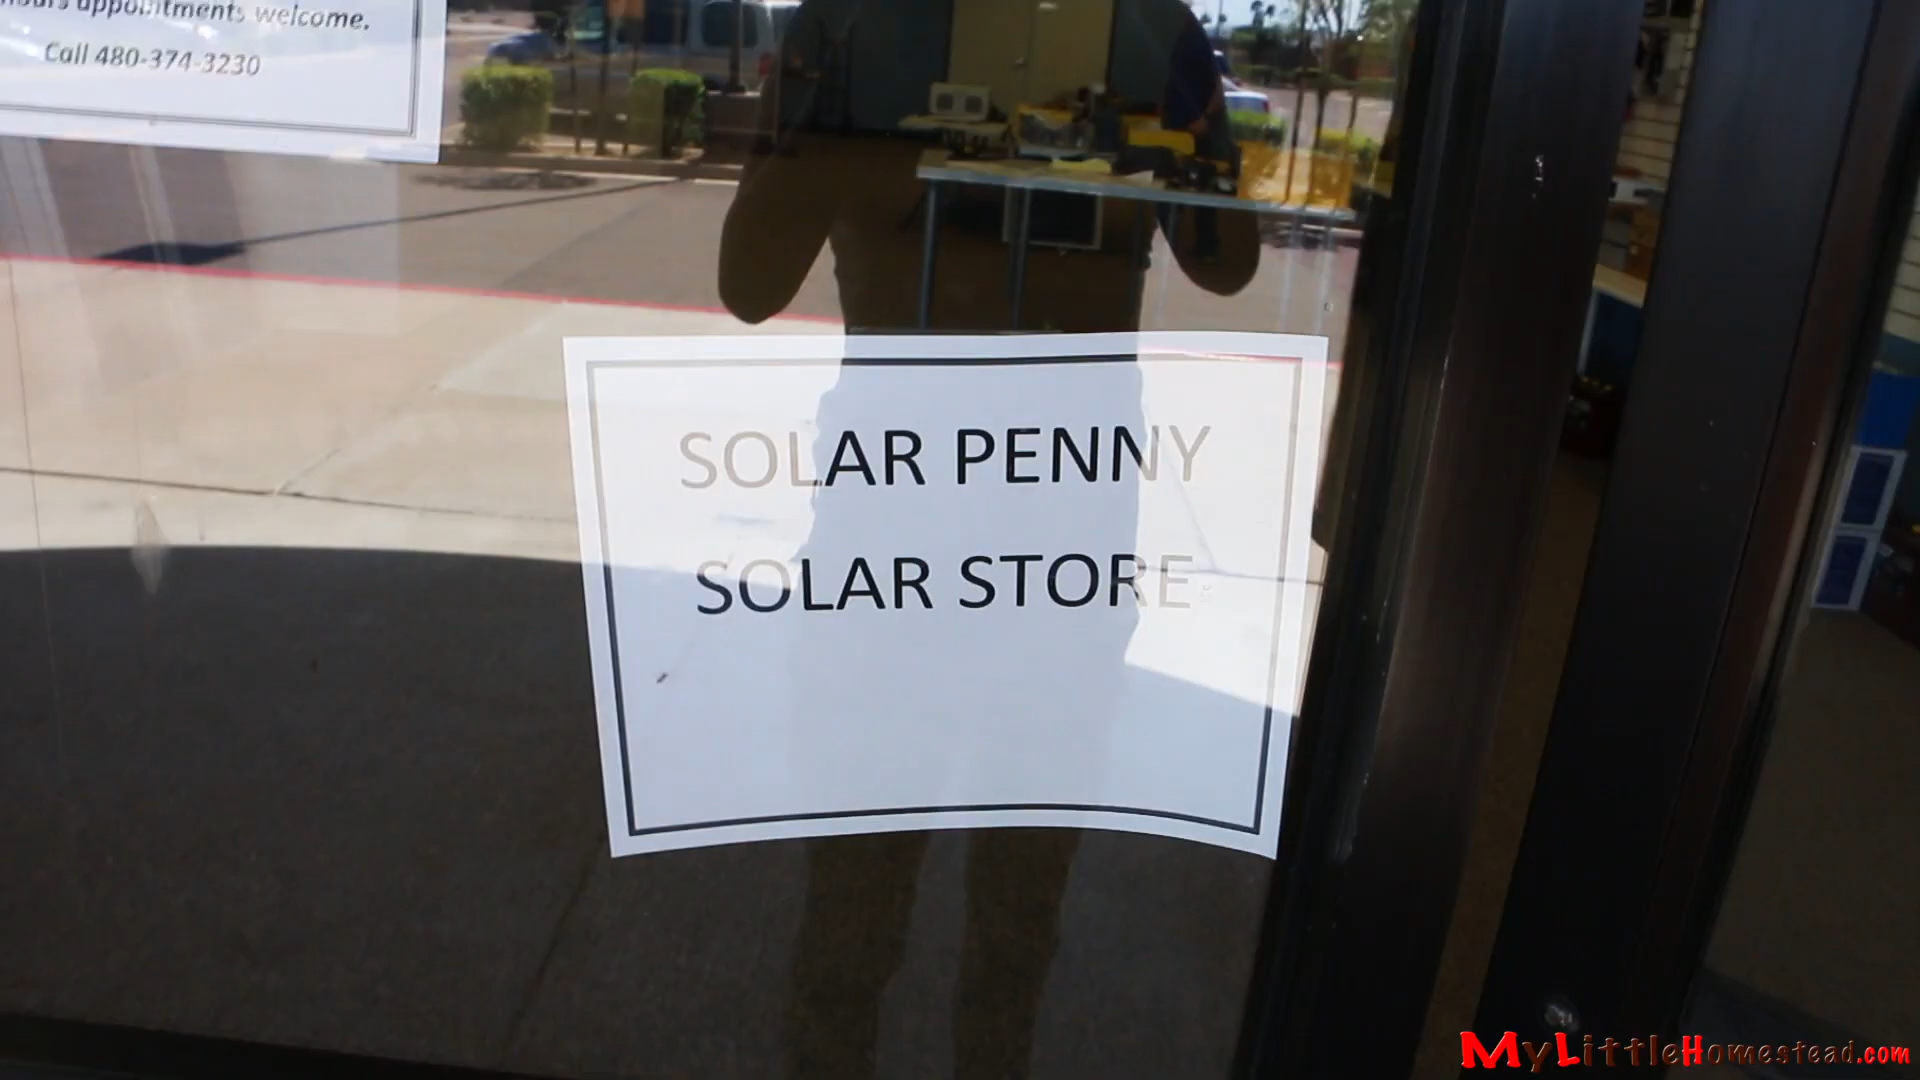 appointments welcome.
Call 480-374-3230
SOLAR PENNY
SOLAR STORE
MyLittleHomestead.com